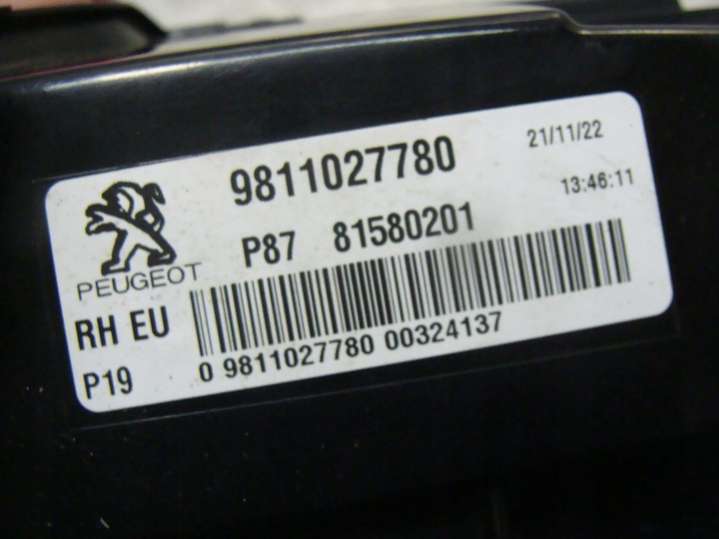 9811027780 21/11/22
P87 81580201 13:46:11
PEUGEOT
RH EU
P19
0 9811027780 00324137